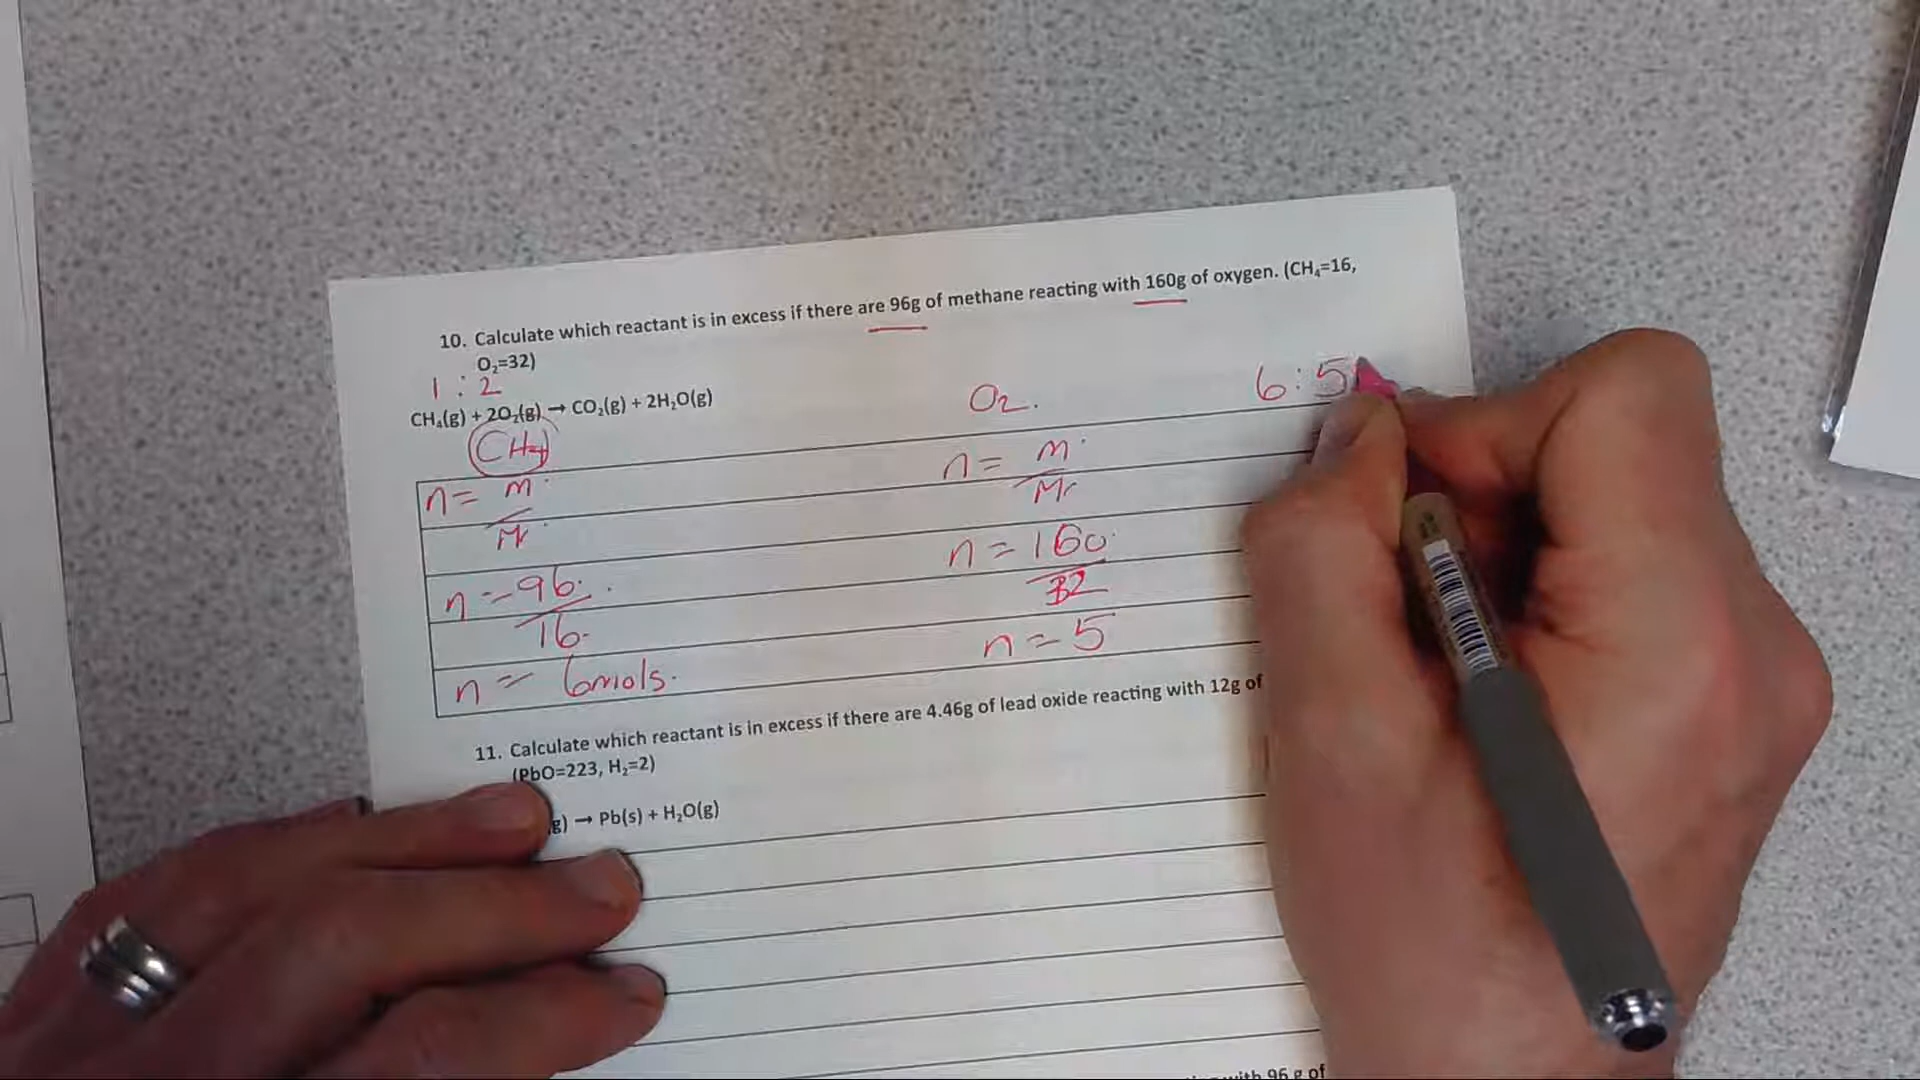 10. Calculate which reactant is in excess if there are 96g of methane reacting with 160g of oxygen. (CH₄=16,
O₂=32)
1 : 2
CH₄(g) + 2O₂(g) → CO₂(g) + 2H₂O(g)
CH4
n = m
Mr
n = 96
16
n = 6mols.
O2.
n = m
Mr
n = 160
32
n = 5
6:5
11. Calculate which reactant is in excess if there are 4.46g of lead oxide reacting with 12g of
(PbO=223, H₂=2)
g) → Pb(s) + H₂O(g)
with 96 g of